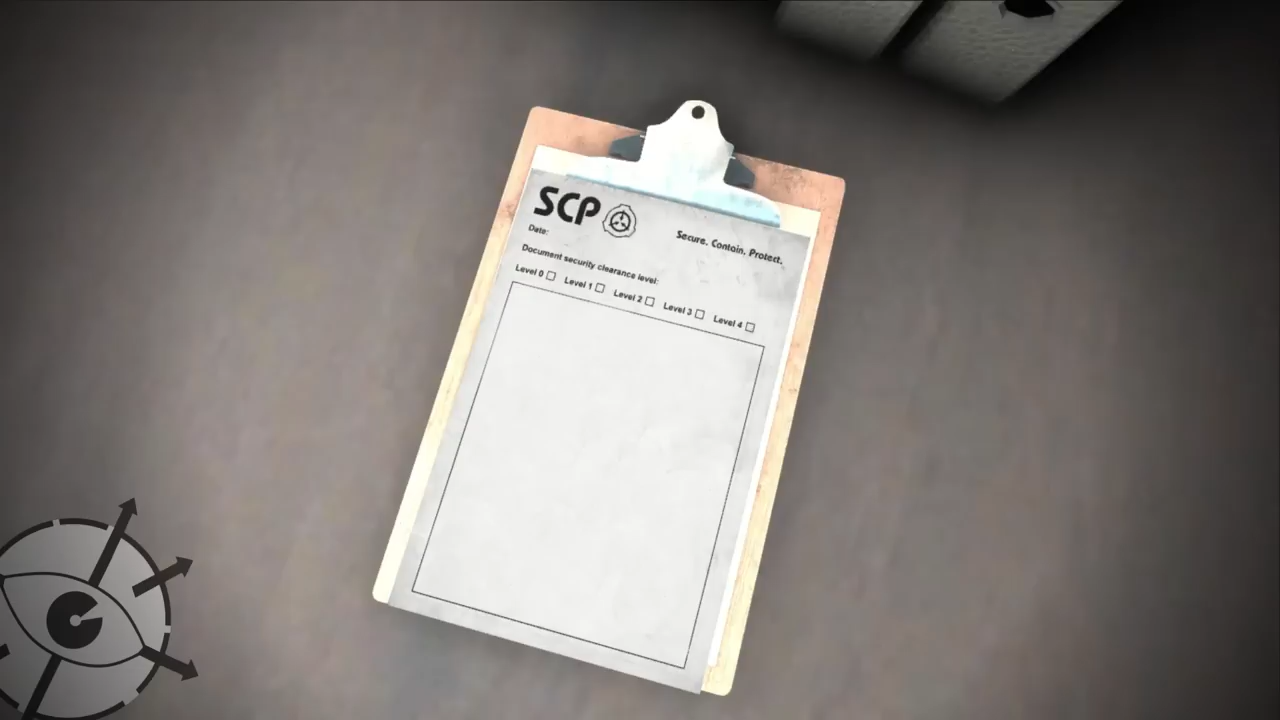 SCP
Secure. Contain. Protect.
Date:
Document security clearance level:
Level 0 Level 1 Level 2 Level 3 Level 4